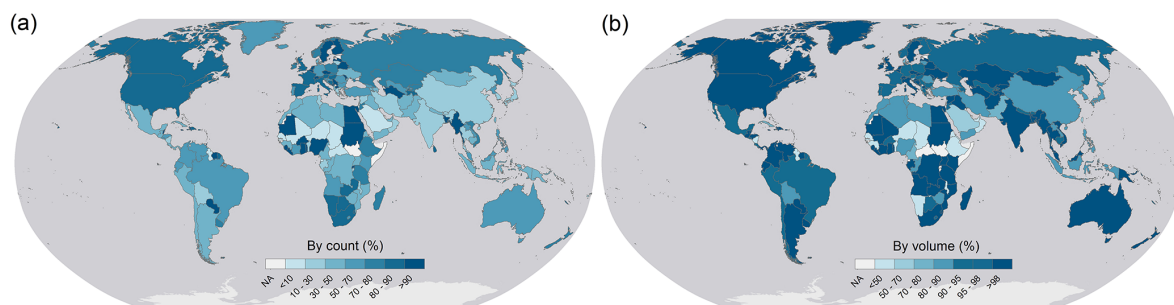 (a)
By count (%)
NA
<10
10 - 30
30 - 50
50 - 70
70 - 80
80 - 90
>90
(b)
By volume (%)
NA
<50
50 - 70
70 - 80
80 - 90
90 - 95
95 - 98
>98